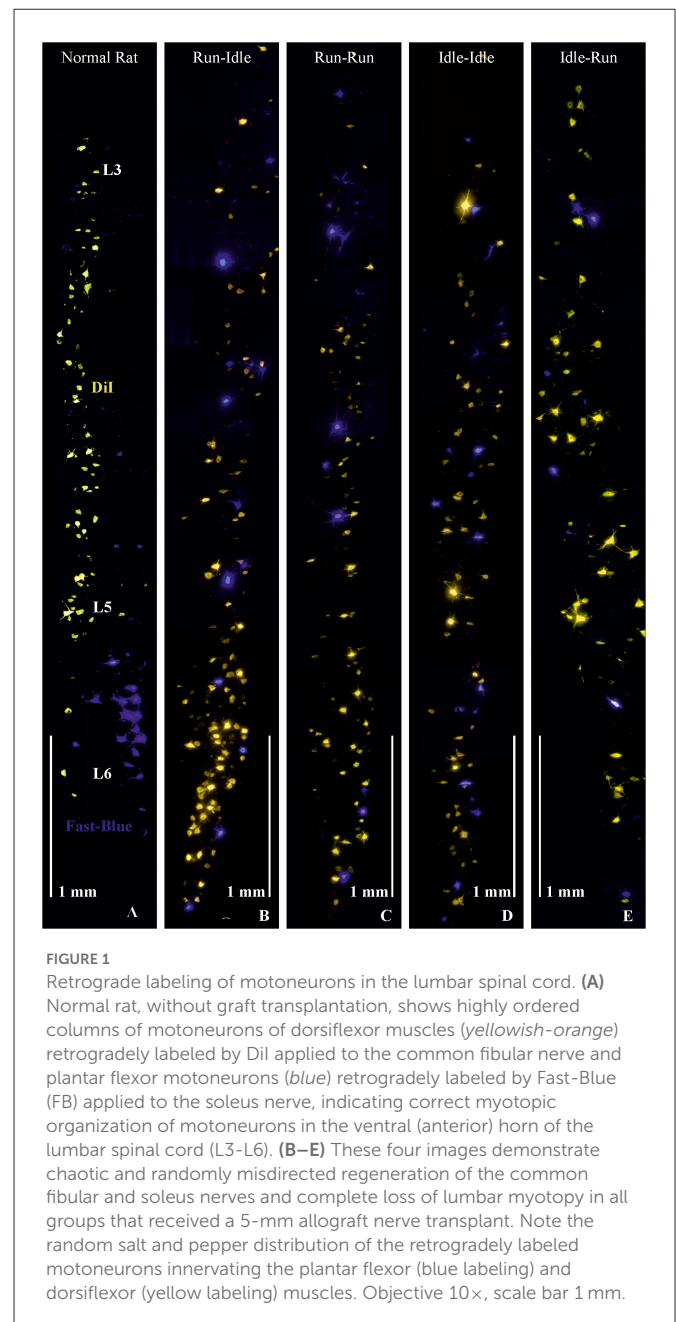 Normal Rat
Run-Idle
Run-Run
Idle-Idle
Idle-Run
L3
DiI
L5
L6
Fast-Blue
1 mm
1 mm
1 mm
1 mm
1 mm
A
B
C
D
E
FIGURE 1
Retrograde labeling of motoneurons in the lumbar spinal cord. (A)
Normal rat, without graft transplantation, shows highly ordered
columns of motoneurons of dorsiflexor muscles (yellowish-orange)
retrogradely labeled by DiI applied to the common fibular nerve and
plantar flexor motoneurons (blue) retrogradely labeled by Fast-Blue
(FB) applied to the soleus nerve, indicating correct myotopic
organization of motoneurons in the ventral (anterior) horn of the
lumbar spinal cord (L3-L6). (B–E) These four images demonstrate
chaotic and randomly misdirected regeneration of the common
fibular and soleus nerves and complete loss of lumbar myotopy in all
groups that received a 5-mm allograft nerve transplant. Note the
random salt and pepper distribution of the retrogradely labeled
motoneurons innervating the plantar flexor (blue labeling) and
dorsiflexor (yellow labeling) muscles. Objective 10×, scale bar 1 mm.